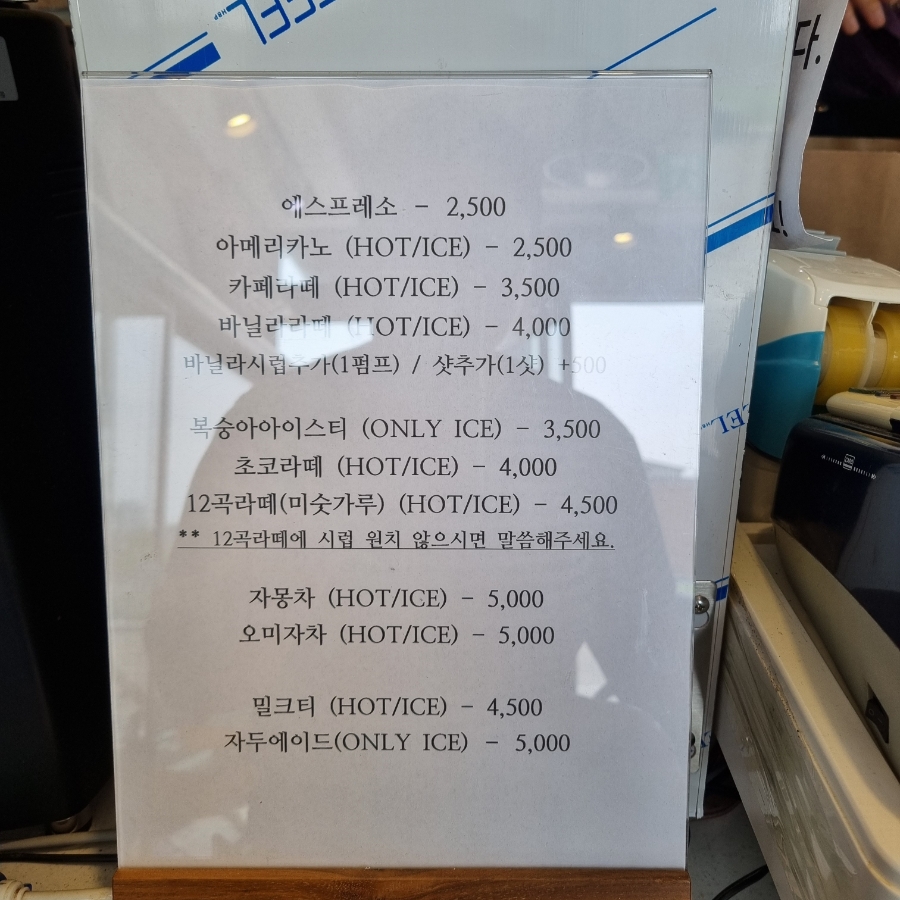 에스프레소 - 2,500
아메리카노 (HOT/ICE) - 2,500
카페라떼 (HOT/ICE) - 3,500
바닐라라떼 (HOT/ICE) - 4,000
바닐라시럽추가(1펌프) / 샷추가(1샷) +500
복숭아아이스티 (ONLY ICE) - 3,500
초코라떼 (HOT/ICE) - 4,000
12곡라떼(미숫가루) (HOT/ICE) - 4,500
** 12곡라떼에 시럽 원치 않으시면 말씀해주세요.
자몽차 (HOT/ICE) - 5,000
오미자차 (HOT/ICE) - 5,000
밀크티 (HOT/ICE) - 4,500
자두에이드(ONLY ICE) - 5,000
다.